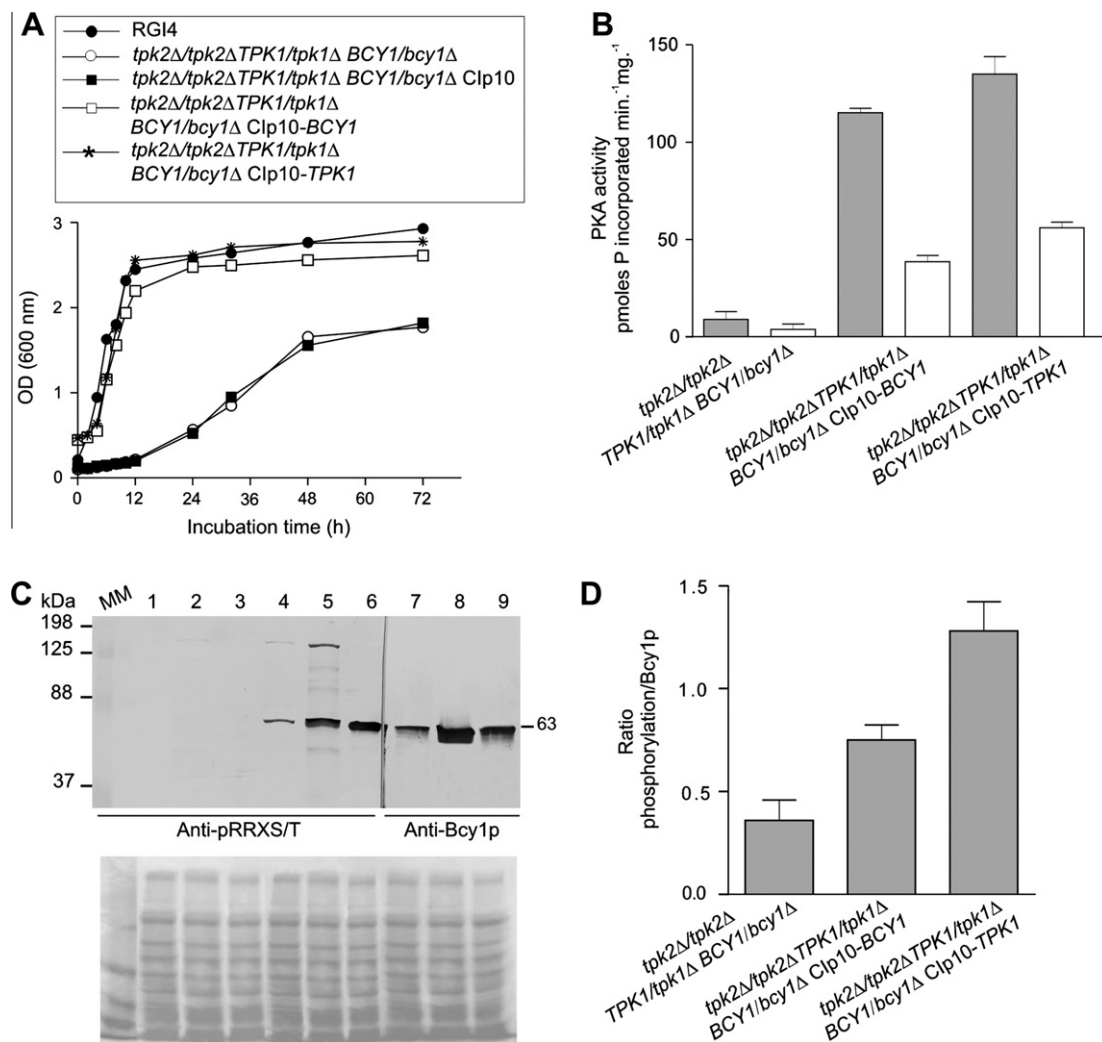 A
RGI4
tpk2Δ/tpk2ΔTPK1/tpk1Δ BCY1/bcy1Δ
tpk2Δ/tpk2ΔTPK1/tpk1Δ BCY1/bcy1Δ CIp10
tpk2Δ/tpk2ΔTPK1/tpk1Δ
BCY1/bcy1Δ CIp10-BCY1
tpk2Δ/tpk2ΔTPK1/tpk1Δ
BCY1/bcy1Δ CIp10-TPK1
OD (600 nm)
3
2
1
0
0 12 24 36 48 60 72
Incubation time (h)
B
PKA activity
pmoles P incorporated min.⁻¹mg.⁻¹
150
100
50
0
tpk2Δ/tpk2Δ
TPK1/tpk1Δ BCY1/bcy1Δ
tpk2Δ/tpk2ΔTPK1/tpk1Δ
BCY1/bcy1Δ CIp10-BCY1
tpk2Δ/tpk2ΔTPK1/tpk1Δ
BCY1/bcy1Δ CIp10-TPK1
C
kDa MM 1 2 3 4 5 6 7 8 9
198
125
88
37
63
Anti-pRRXS/T Anti-Bcy1p
D
Ratio
phosphorylation/Bcy1p
1.5
1.0
0.5
0.0
tpk2Δ/tpk2Δ
TPK1/tpk1Δ BCY1/bcy1Δ
tpk2Δ/tpk2ΔTPK1/tpk1Δ
BCY1/bcy1Δ CIp10-BCY1
tpk2Δ/tpk2ΔTPK1/tpk1Δ
BCY1/bcy1Δ CIp10-TPK1